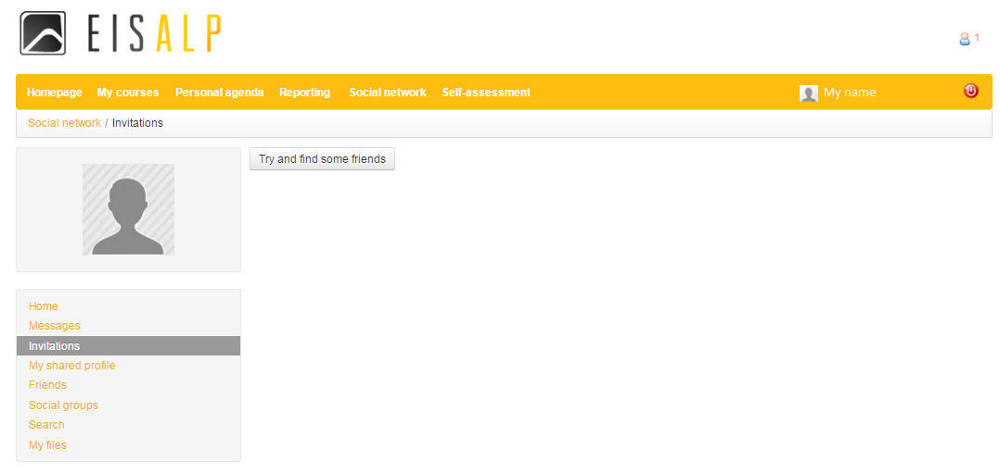 EISALP
1
Homepage My courses Personal agenda Reporting Social network Self-assessment My name
Social network / Invitations
Try and find some friends
Home
Messages
Invitations
My shared profile
Friends
Social groups
Search
My files